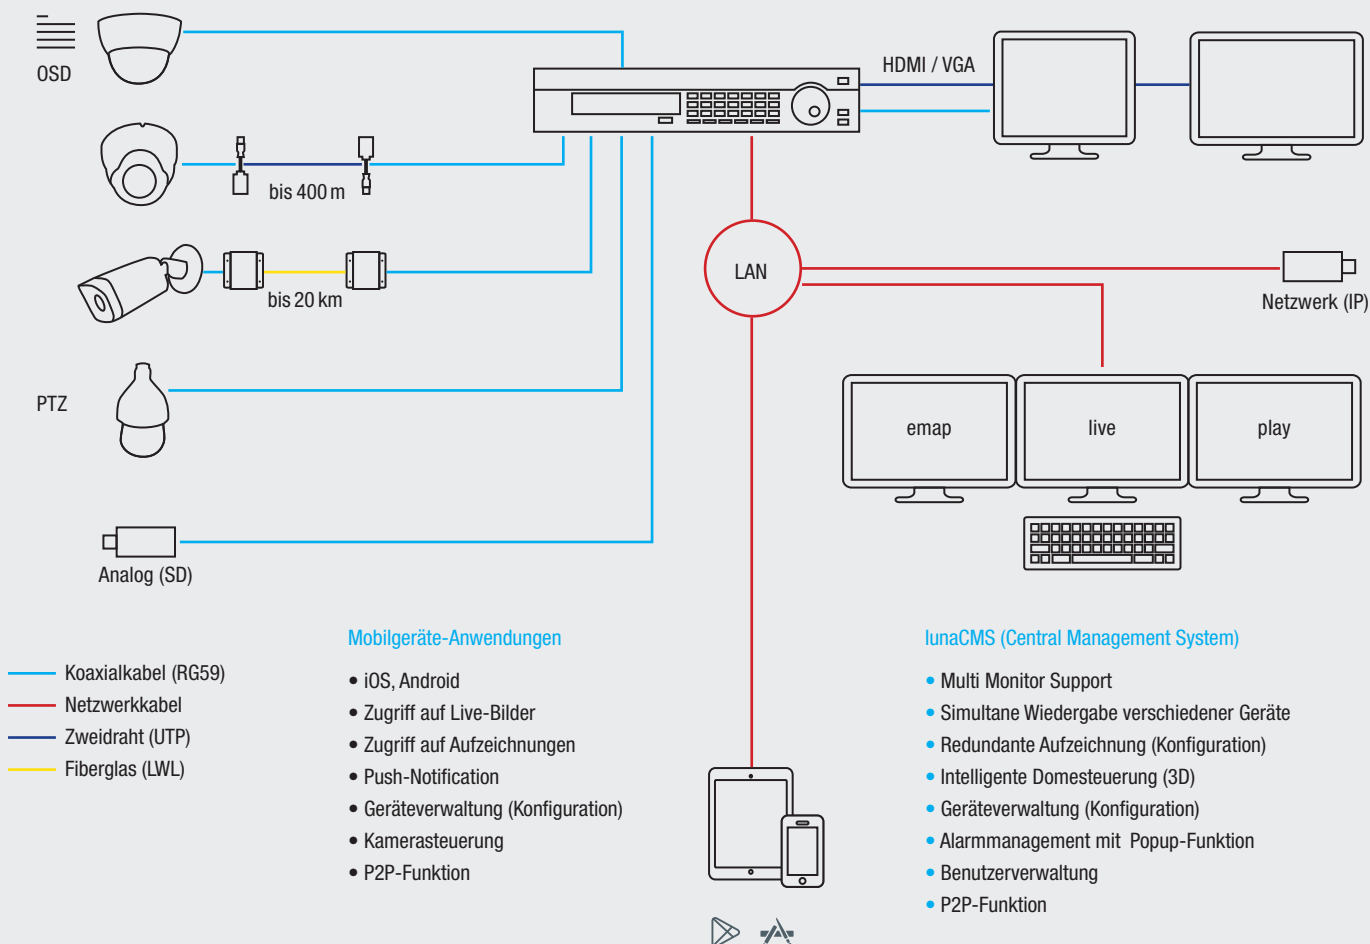 OSD
HDMI / VGA
bis 400 m
bis 20 km
LAN
Netzwerk (IP)
PTZ
emap
live
play
Analog (SD)
Koaxialkabel (RG59)
Netzwerkkabel
Zweidraht (UTP)
Fiberglas (LWL)
Mobilgeräte-Anwendungen
• iOS, Android
• Zugriff auf Live-Bilder
• Zugriff auf Aufzeichnungen
• Push-Notification
• Geräteverwaltung (Konfiguration)
• Kamerasteuerung
• P2P-Funktion
lunaCMS (Central Management System)
• Multi Monitor Support
• Simultane Wiedergabe verschiedener Geräte
• Redundante Aufzeichnung (Konfiguration)
• Intelligente Domesteuerung (3D)
• Geräteverwaltung (Konfiguration)
• Alarmmanagement mit Popup-Funktion
• Benutzerverwaltung
• P2P-Funktion